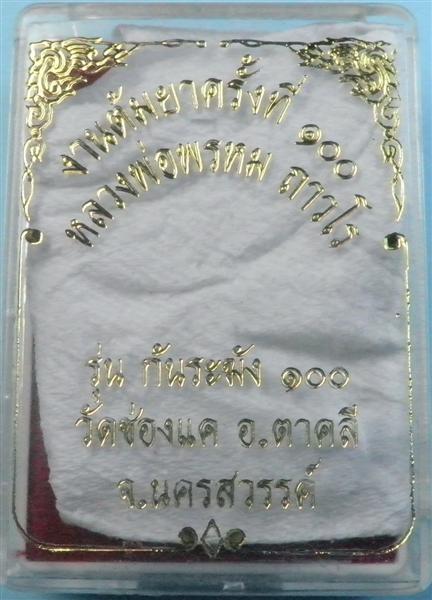 งานต้มยาครั้งที่ ๑๐๐
หลวงพ่อพรหม ถาวโร
รุ่น กันระฆัง ๑๐๐
วัดช่องแค อ.ตาคลี
จ.นครสวรรค์